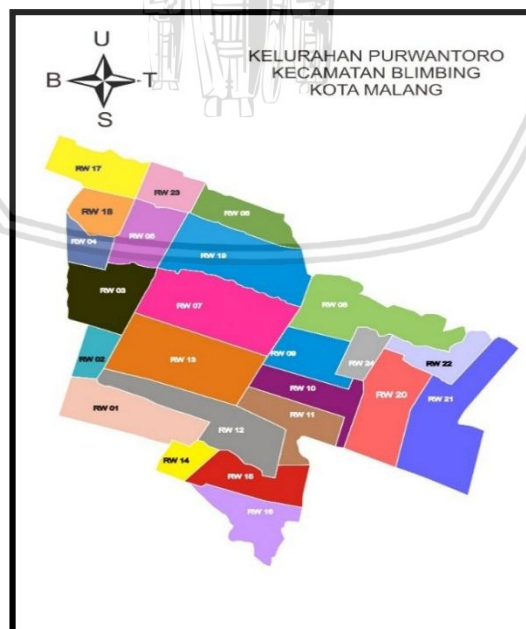 U
B T
S
KELURAHAN PURWANTORO
KECAMATAN BLIMBING
KOTA MALANG
RW 17
RW 23
RW 18
RW 06
RW 04
RW 05
RW 19
RW 03
RW 07
RW 08
RW 02
RW 13
RW 09
RW 24
RW 22
RW 10
RW 20
RW 21
RW 01
RW 11
RW 12
RW 14
RW 15
RW 16